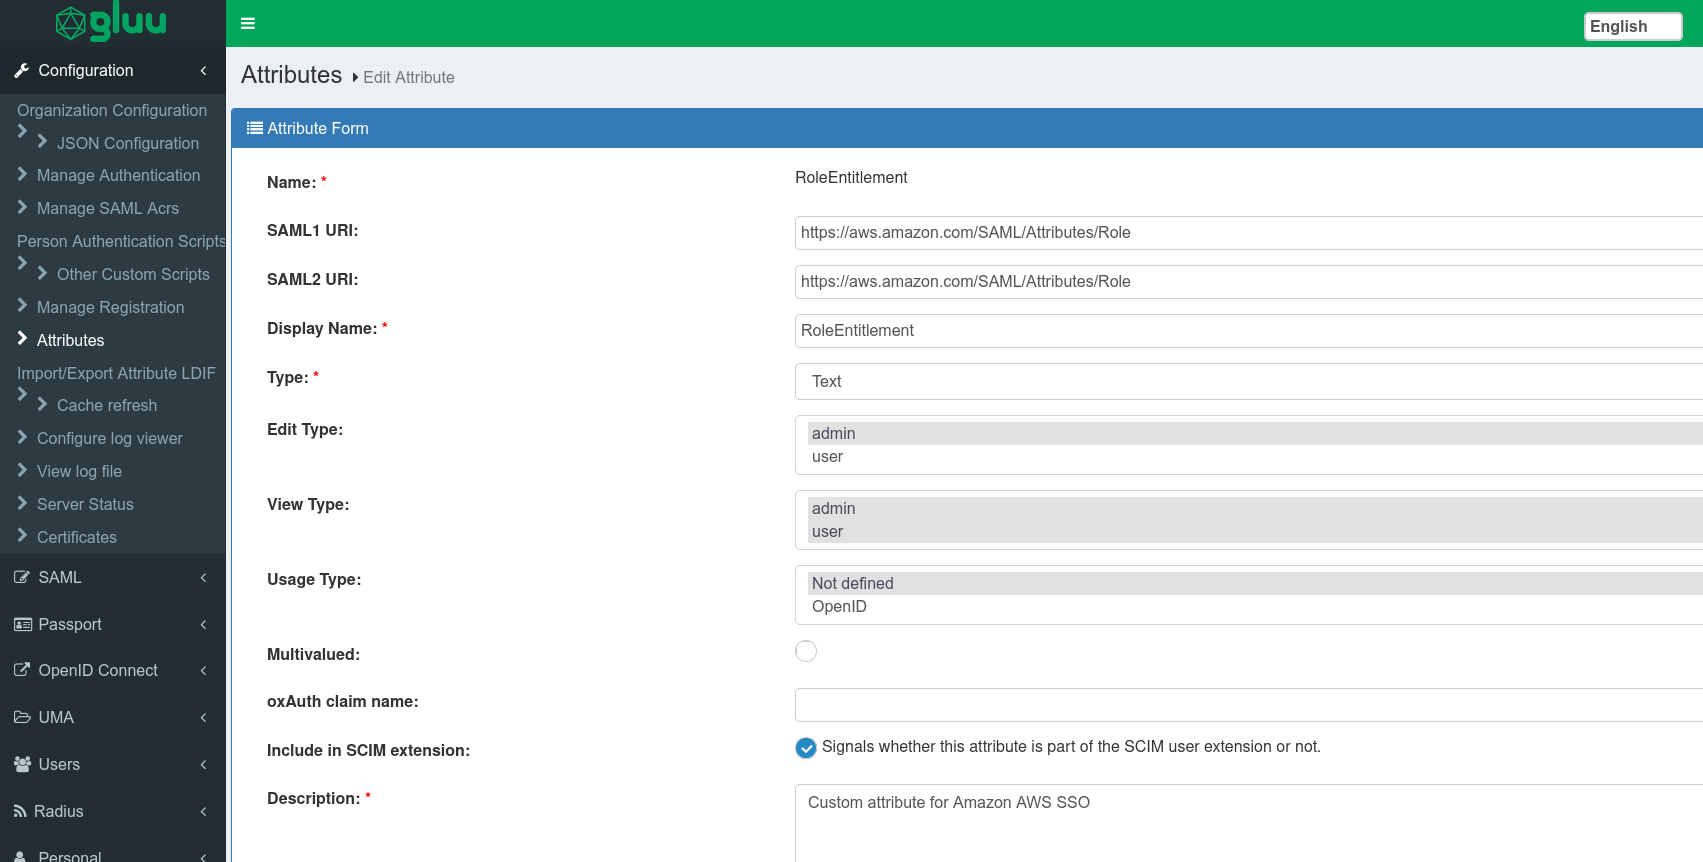 gluu
English
Configuration
Organization Configuration
JSON Configuration
Manage Authentication
Manage SAML Acrs
Person Authentication Scripts
Other Custom Scripts
Manage Registration
Attributes
Import/Export Attribute LDIF
Cache refresh
Configure log viewer
View log file
Server Status
Certificates
SAML
Passport
OpenID Connect
UMA
Users
Radius
Personal
Attributes Edit Attribute
Attribute Form
Name: * RoleEntitlement
SAML1 URI: https://aws.amazon.com/SAML/Attributes/Role
SAML2 URI: https://aws.amazon.com/SAML/Attributes/Role
Display Name: * RoleEntitlement
Type: * Text
Edit Type: admin
user
View Type: admin
user
Usage Type: Not defined
OpenID
Multivalued:
oxAuth claim name:
Include in SCIM extension: Signals whether this attribute is part of the SCIM user extension or not.
Description: * Custom attribute for Amazon AWS SSO